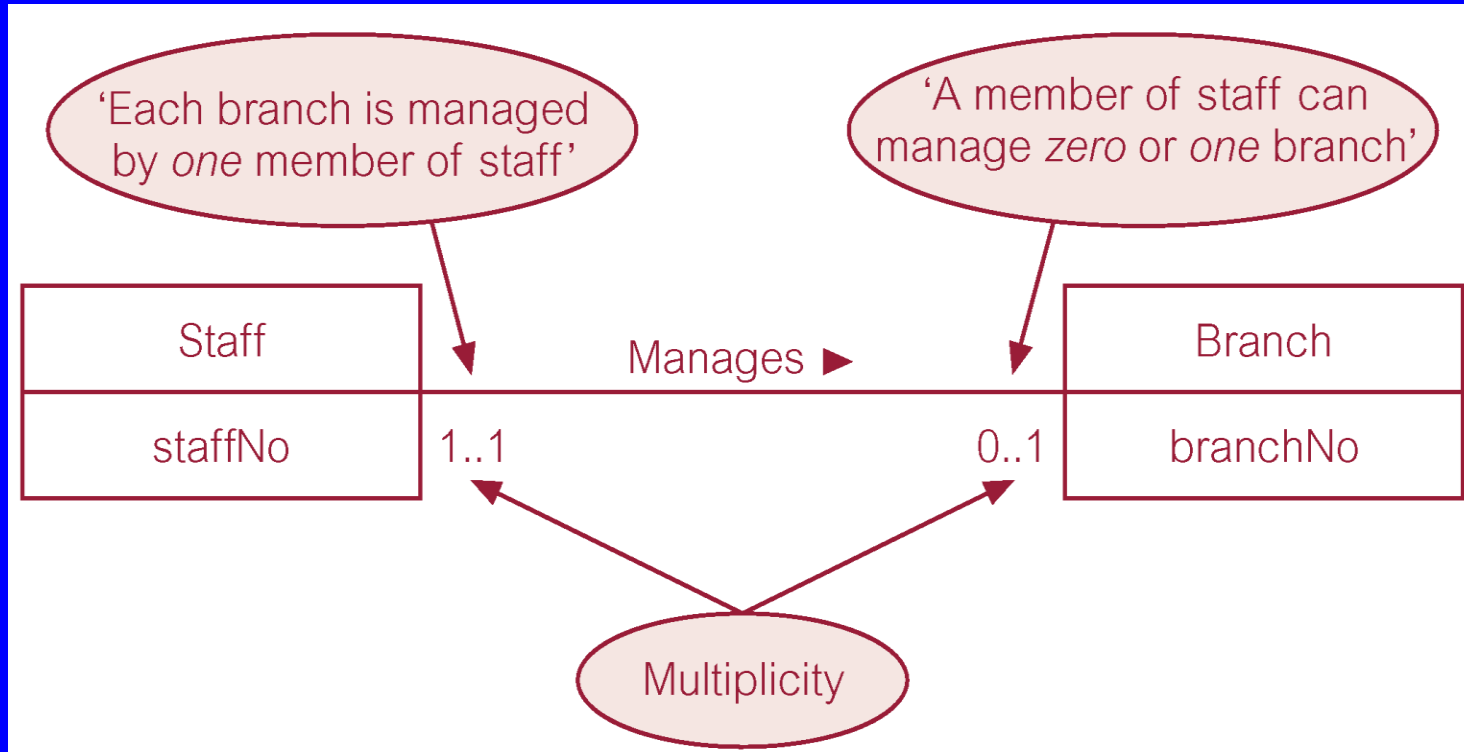 ‘Each branch is managed
by one member of staff’
‘A member of staff can
manage zero or one branch’
Staff
Manages ►
Branch
staffNo
1..1
0..1
branchNo
Multiplicity